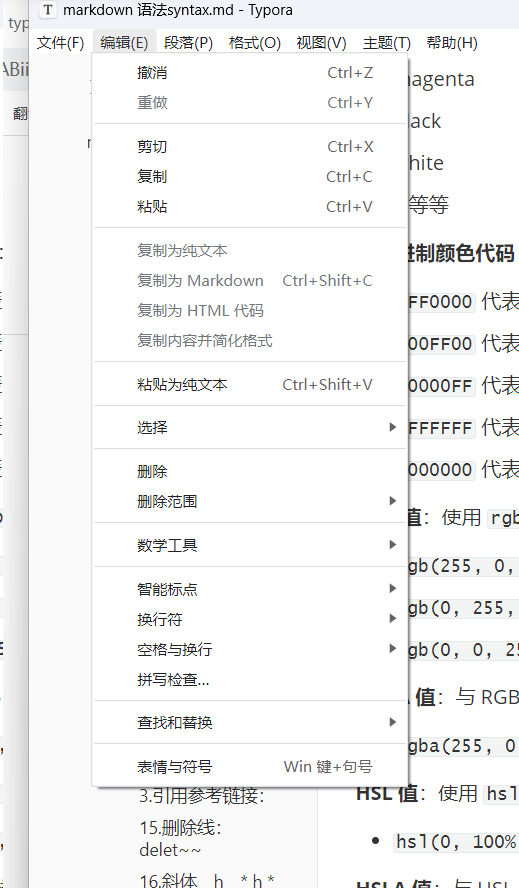 markdown 语法syntax.md - Typora
文件(F) 编辑(E) 段落(P) 格式(O) 视图(V) 主题(T) 帮助(H)
撤消 Ctrl+Z
重做 Ctrl+Y
剪切 Ctrl+X
复制 Ctrl+C
粘贴 Ctrl+V
复制为纯文本
复制为 Markdown Ctrl+Shift+C
复制为 HTML 代码
复制内容并简化格式
粘贴为纯文本 Ctrl+Shift+V
选择
删除
删除范围
数学工具
智能标点
换行符
空格与换行
拼写检查...
查找和替换
表情与符号 Win 键+句号
3.引用参考链接：
15.删除线：
delet~~
16.斜体 _h_ *h*
typ
ABii
翻
agenta
ack
hite
等等
进制颜色代码
FF0000 代表
00FF00 代表
0000FF 代表
FFFFFF 代表
000000 代表
值：使用 rgb
gb(255, 0,
gb(0, 255,
gb(0, 0, 25
值：与 RGB
gba(255, 0
HSL 值：使用 hsl
hsl(0, 100%
HSLA 值：与 HSL